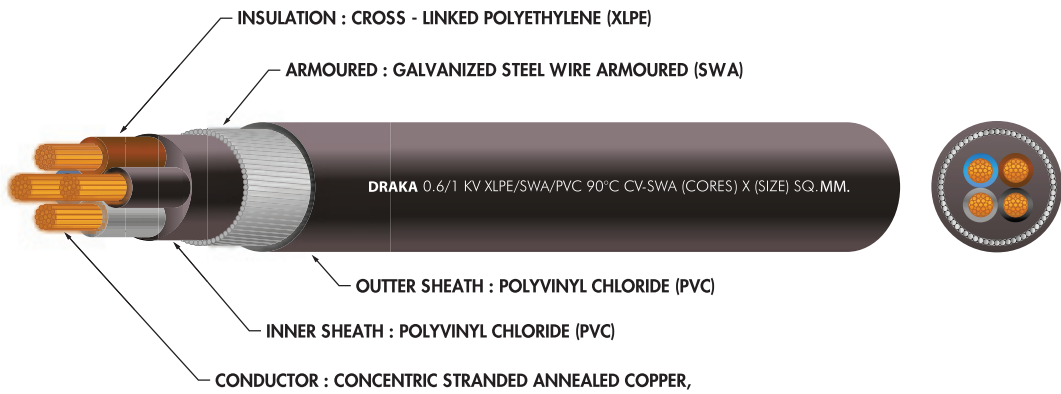 INSULATION : CROSS - LINKED POLYETHYLENE (XLPE)
ARMOURED : GALVANIZED STEEL WIRE ARMOURED (SWA)
DRAKA 0.6/1 KV XLPE/SWA/PVC 90°C CV-SWA (CORES) X (SIZE) SQ.MM.
OUTTER SHEATH : POLYVINYL CHLORIDE (PVC)
INNER SHEATH : POLYVINYL CHLORIDE (PVC)
CONDUCTOR : CONCENTRIC STRANDED ANNEALED COPPER,